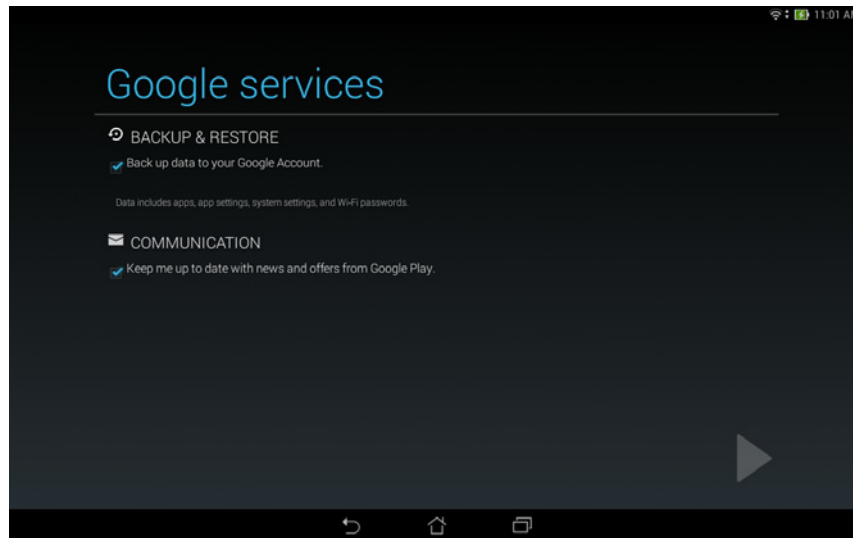 11:01 AM
Google services
BACKUP & RESTORE
Back up data to your Google Account.
Data includes apps, app settings, system settings, and Wi-Fi passwords.
COMMUNICATION
Keep me up to date with news and offers from Google Play.